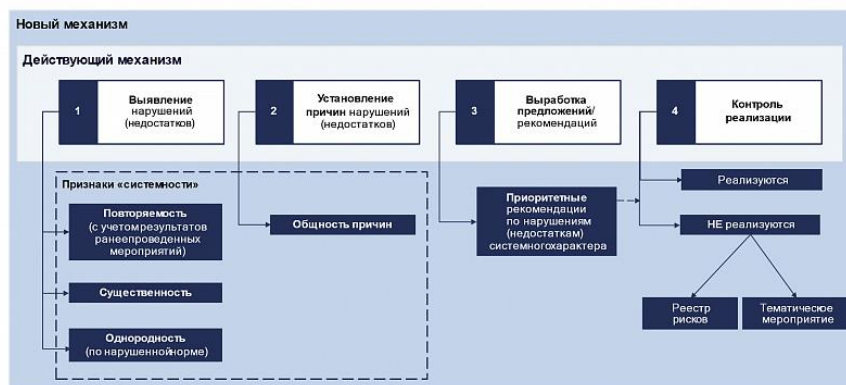 Новый механизм
Действующий механизм
1
Выявление
нарушений
(недостатков)
2
Установление
причин нарушений
(недостатков)
3
Выработка
предложений/
рекомендаций
4
Контроль
реализации
Признаки «системности»
Повторяемость
(с учетомрезультатов
ранеепроведенных
мероприятий)
Существенность
Однородность
(по нарушеннойнорме)
Общность причин
Приоритетные
рекомендации
по нарушениям
(недостаткам)
системногохарактера
Реализуются
НЕ реализуются
Реестр
рисков
Тематическое
мероприятие